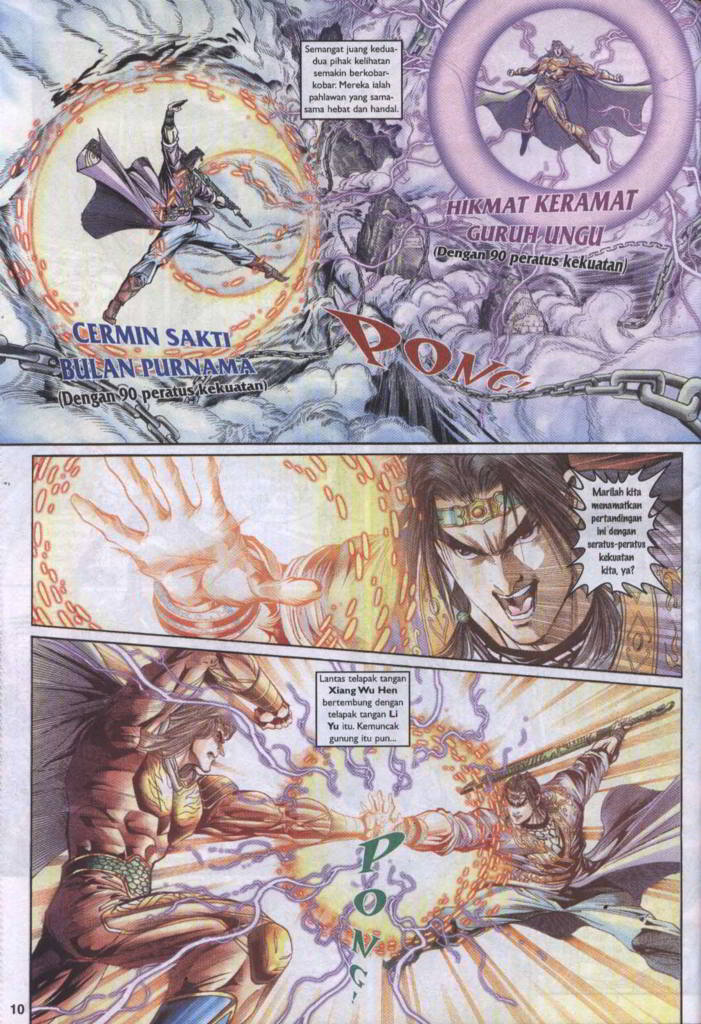 Semangat juang kedua-
dua pihak kelihatan
semakin berkobar-
kobar. Mereka ialah
pahlawan yang sama-
sama hebat dan handal.
HIKMAT KERAMAT
GURUH UNGU
(Dengan 90 peratus kekuatan)
CERMIN SAKTI
BULAN PURNAMA
(Dengan 90 peratus kekuatan)
PONG!
Marilah kita
menamatkan
pertandingan
ini dengan
seratus-peratus
kekuatan
kita, ya?
Lantas telapak tangan
Xiang Wu Hen
bertembung dengan
telapak tangan Li
Yu itu. Kemuncak
gunung itu pun...
PONG!
10